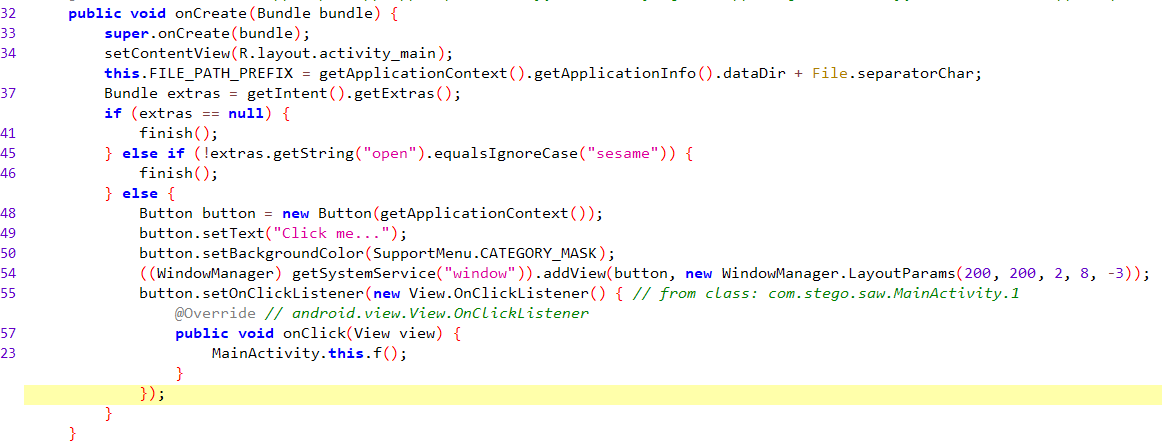 32 public void onCreate(Bundle bundle) {
33 super.onCreate(bundle);
34 setContentView(R.layout.activity_main);
this.FILE_PATH_PREFIX = getApplicationContext().getApplicationInfo().dataDir + File.separatorChar;
37 Bundle extras = getIntent().getExtras();
if (extras == null) {
41 finish();
45 } else if (!extras.getString("open").equalsIgnoreCase("sesame")) {
46 finish();
} else {
48 Button button = new Button(getApplicationContext());
49 button.setText("Click me...");
50 button.setBackgroundColor(SupportMenu.CATEGORY_MASK);
54 ((WindowManager) getSystemService("window")).addView(button, new WindowManager.LayoutParams(200, 200, 2, 8, -3));
55 button.setOnClickListener(new View.OnClickListener() { // from class: com.stego.saw.MainActivity.1
@Override // android.view.View.OnClickListener
57 public void onClick(View view) {
23 MainActivity.this.f();
}
});
}
}